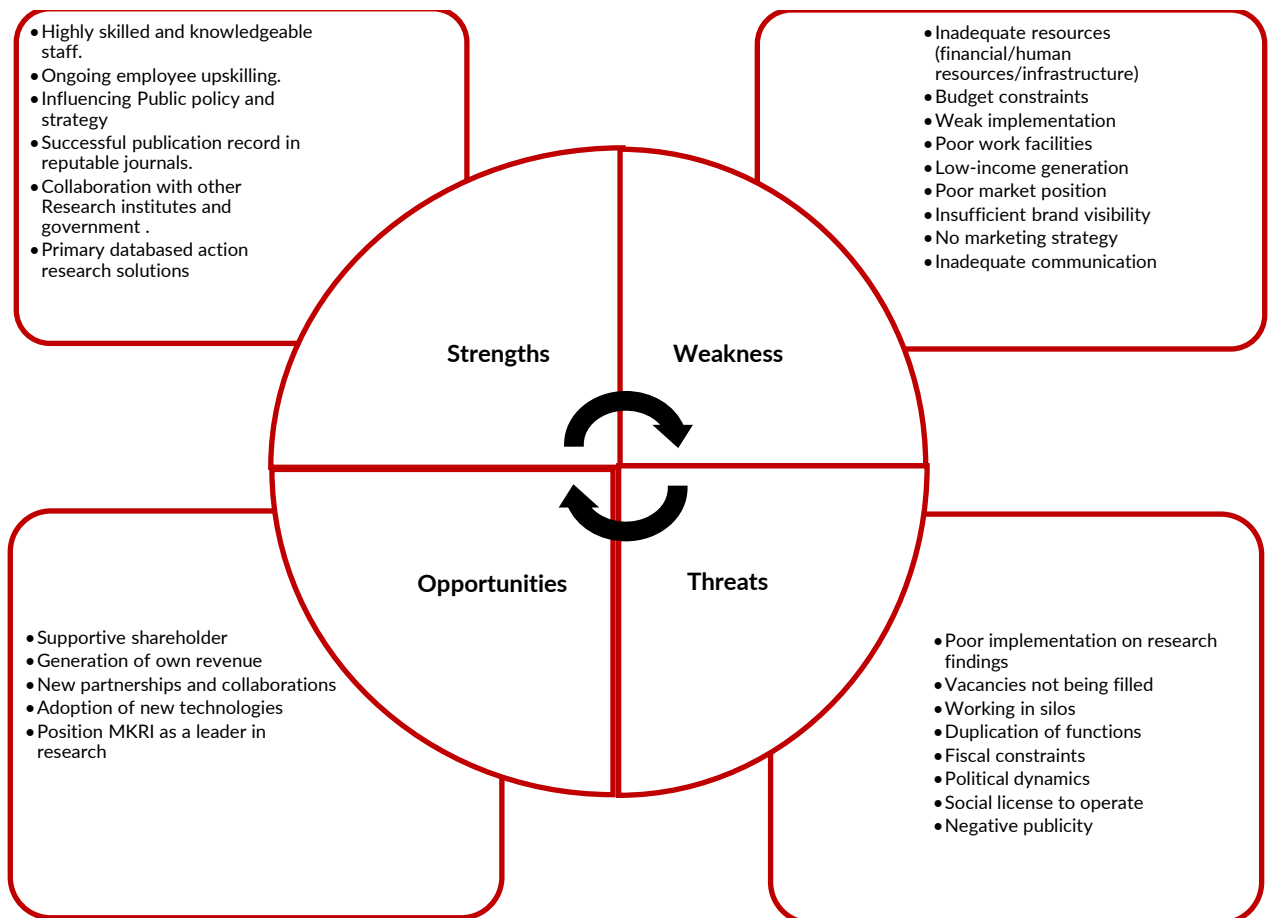 •Highly skilled and knowledgeable
staff.
•Ongoing employee upskilling.
•Influencing Public policy and
strategy
•Successful publication record in
reputable journals.
•Collaboration with other
Research institutes and
government .
•Primary databased action
research solutions
•Inadequate resources
(financial/human
resources/infrastructure)
•Budget constraints
•Weak implementation
•Poor work facilities
•Low-income generation
•Poor market position
•Insufficient brand visibility
•No marketing strategy
•Inadequate communication
Strengths
Weakness
Opportunities
Threats
•Supportive shareholder
•Generation of own revenue
•New partnerships and collaborations
•Adoption of new technologies
•Position MKRI as a leader in
research
•Poor implementation on research
findings
•Vacancies not being filled
•Working in silos
•Duplication of functions
•Fiscal constraints
•Political dynamics
•Social license to operate
•Negative publicity